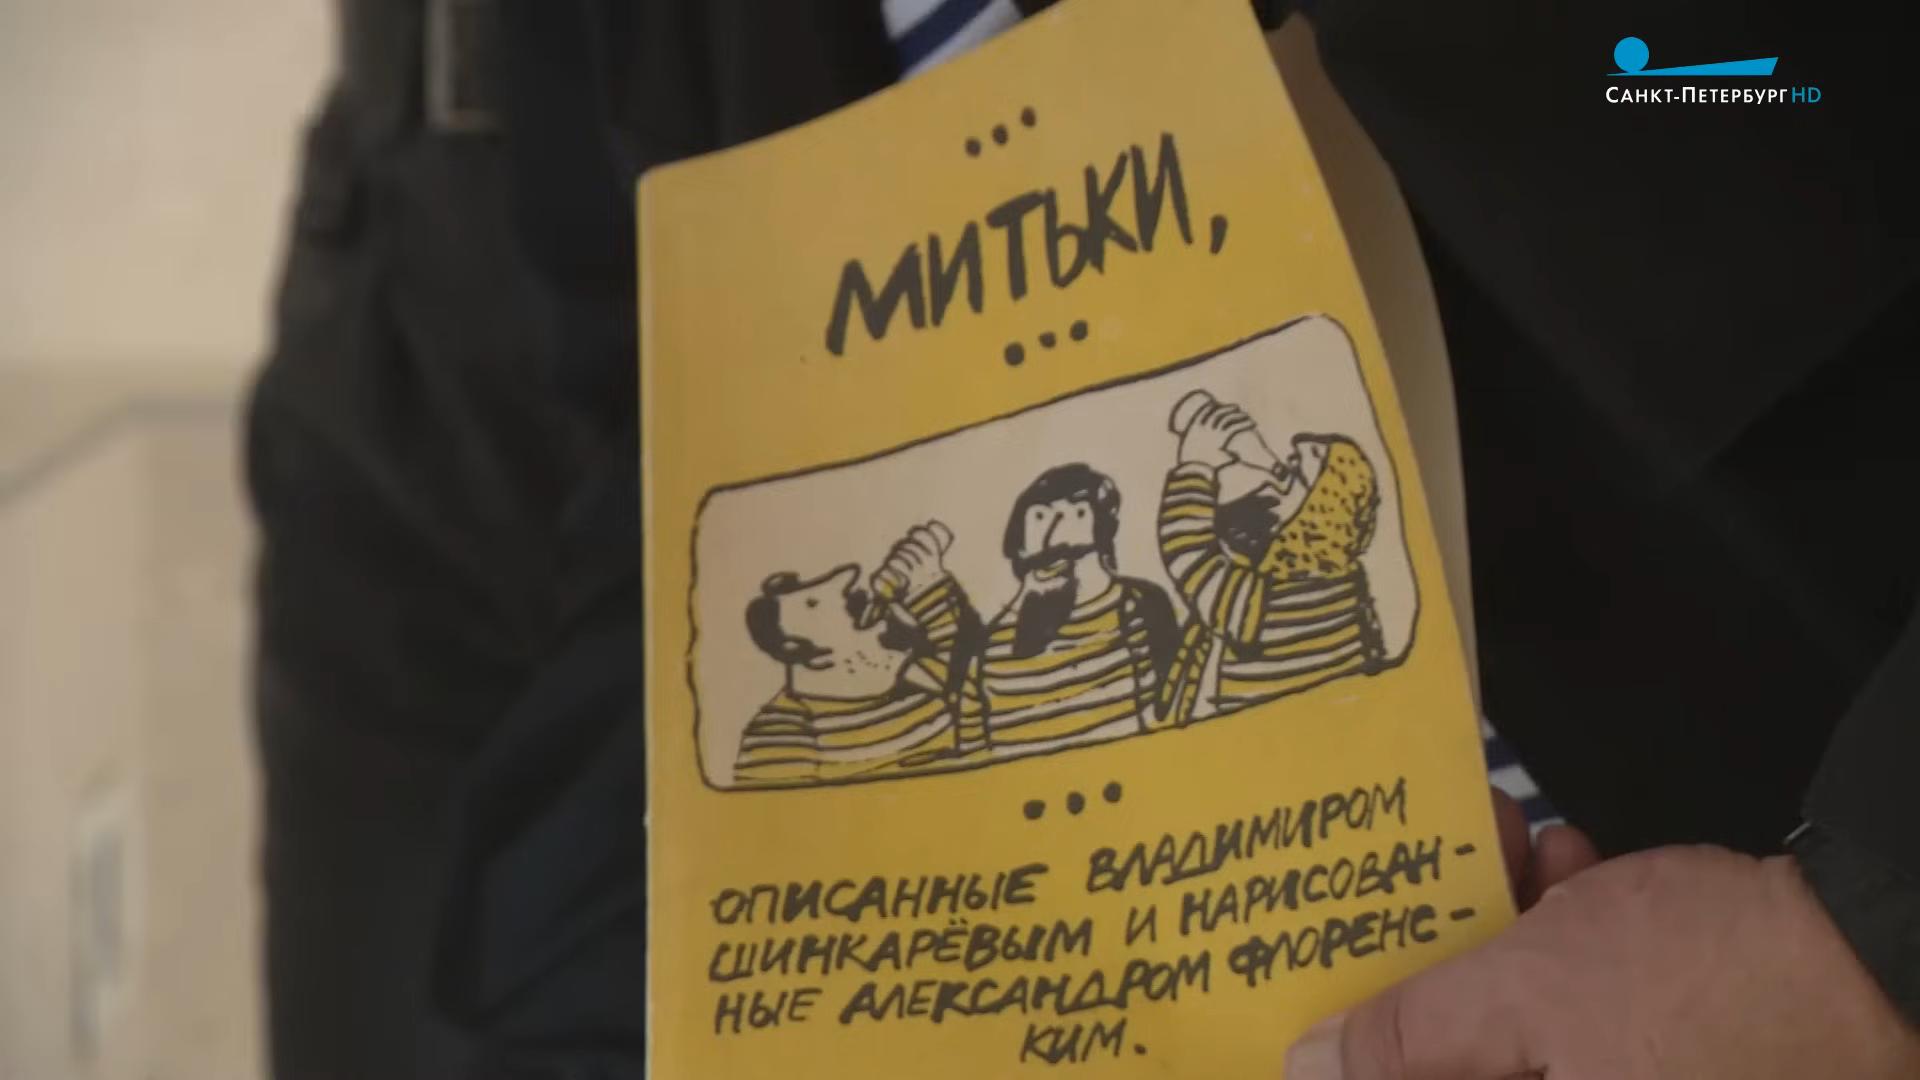 САНКТ-ПЕТЕРБУРГ HD
МИТЬКИ,
ОПИСАННЫЕ ВЛАДИМИРОМ
ШИНКАРЁВЫМ И НАРИСОВАН-
НЫЕ АЛЕКСАНДРОМ ФЛОРЕНС-
КИМ.